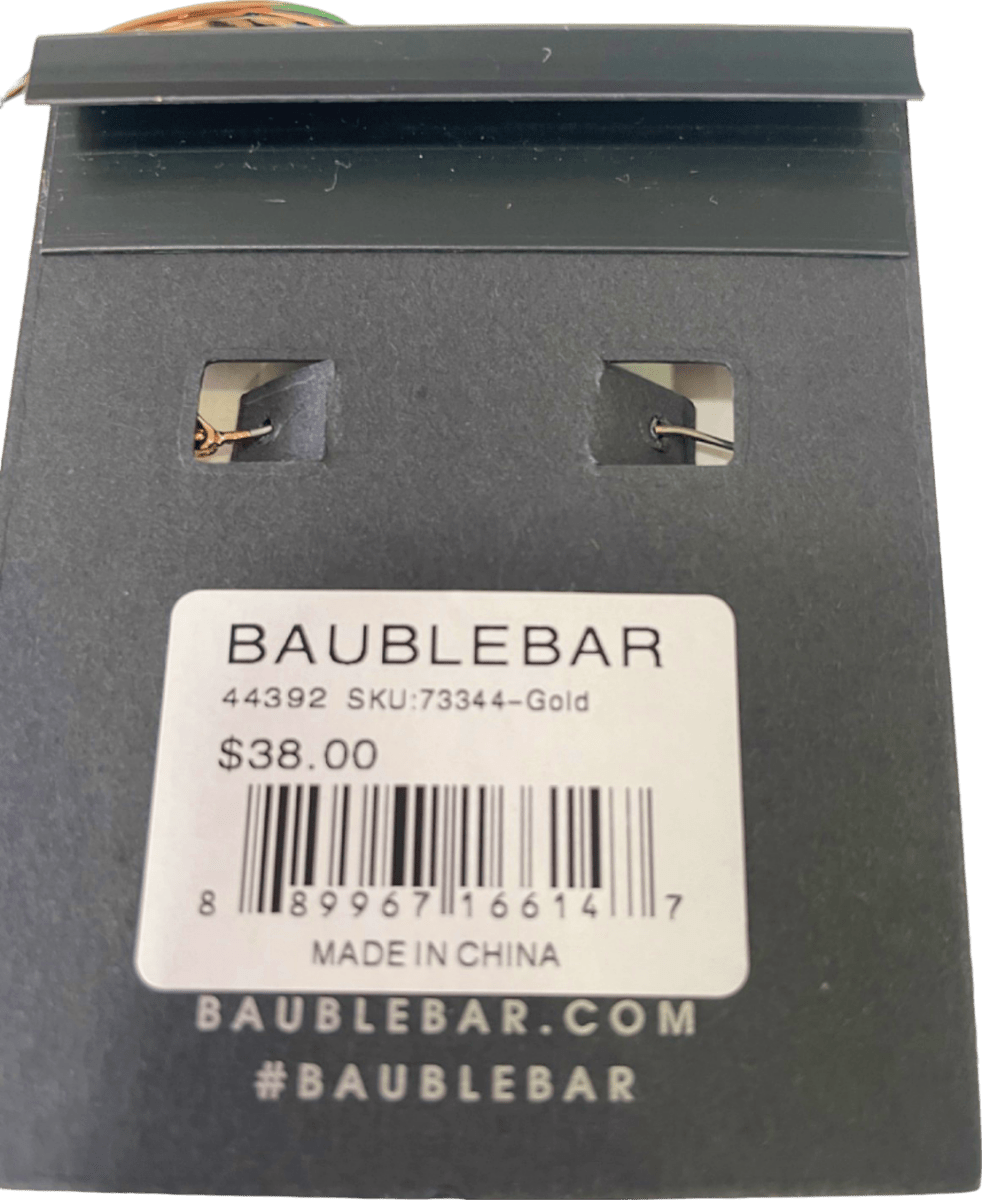 BAUBLEBAR
44392 SKU:73344-Gold
$38.00
8 89967 16614 7
MADE IN CHINA
BAUBLEBAR.COM
#BAUBLEBAR